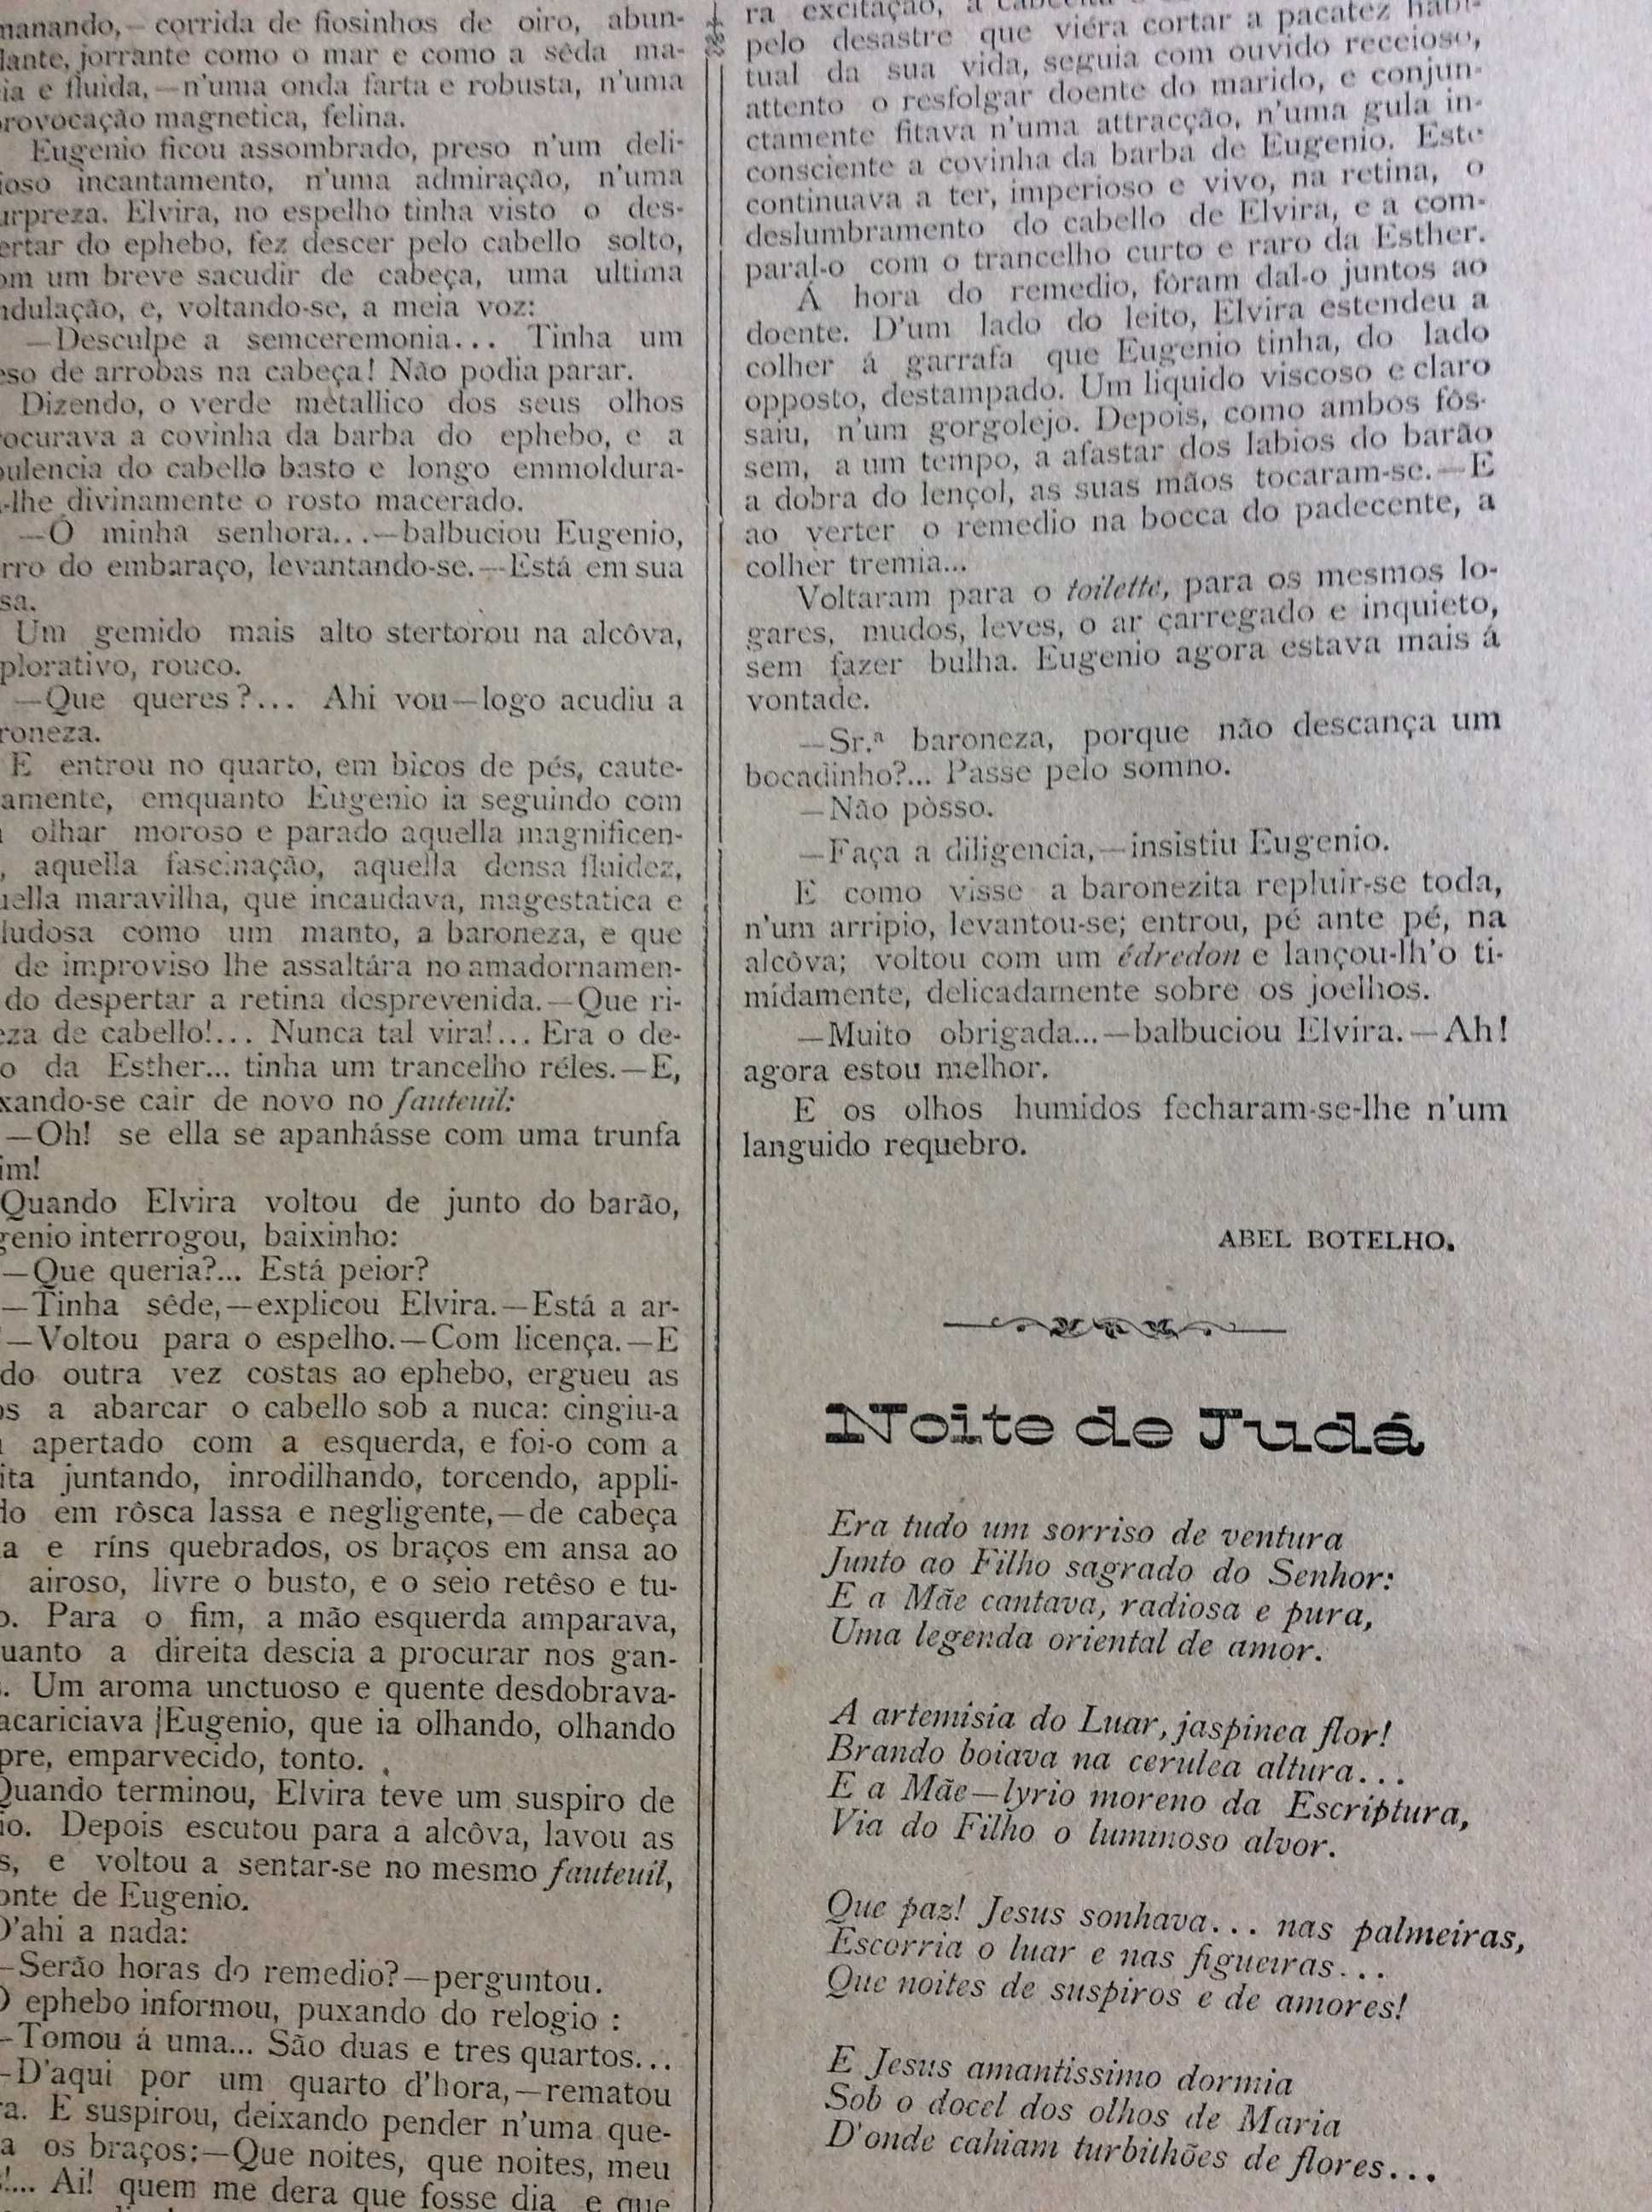 manando,—corrida de fiosinhos de oiro, abun-
dante, jorrante como o mar e como a sêda ma-
cia e fluida,—n'uma onda farta e robusta, n'uma
provocação magnetica, felina.
Eugenio ficou assombrado, preso n'um deli-
ioso incantamento, n'uma admiração, n'uma
urpreza. Elvira, no espelho tinha visto o des-
ertar do ephebo, fez descer pelo cabello solto,
om um breve sacudir de cabeça, uma ultima
ndulação, e, voltando-se, a meia voz:
—Desculpe a semceremonia... Tinha um
eso de arrobas na cabeça! Não podia parar.
Dizendo, o verde metallico dos seus olhos
rocurava a covinha da barba do ephebo, e a
pulencia do cabello basto e longo emmoldura-
-lhe divinamente o rosto macerado.
—Ó minha senhora...—balbuciou Eugenio,
rro do embaraço, levantando-se.—Está em sua
sa.
Um gemido mais alto stertorou na alcôva,
plorativo, rouco.
—Que queres?... Ahi vou—logo acudiu a
roneza.
E entrou no quarto, em bicos de pés, caute-
amente, emquanto Eugenio ia seguindo com
olhar moroso e parado aquella magnificen-
, aquella fascinação, aquella densa fluidez,
uella maravilha, que incaudava, magestatica e
ludosa como um manto, a baroneza, e que
de improviso lhe assaltára no amadornamen-
do despertar a retina desprevenida.—Que ri-
eza de cabello!... Nunca tal vira!... Era o de-
o da Esther... tinha um trancelho réles.—E,
xando-se cair de novo no fauteuil:
—Oh! se ella se apanhásse com uma trunfa
im!
Quando Elvira voltou de junto do barão,
genio interrogou, baixinho:
—Que queria?... Está peior?
—Tinha sêde,—explicou Elvira.—Está a ar-
—Voltou para o espelho.—Com licença.—E
do outra vez costas ao ephebo, ergueu as
os a abarcar o cabello sob a nuca: cingiu-a
apertado com a esquerda, e foi-o com a
ita juntando, inrodilhando, torcendo, appli-
do em rôsca lassa e negligente,—de cabeça
a e ríns quebrados, os braços em ansa ao
airoso, livre o busto, e o seio retêso e tu-
o. Para o fim, a mão esquerda amparava,
quanto a direita descia a procurar nos gan-
. Um aroma unctuoso e quente desdobrava-
acariciava Eugenio, que ia olhando, olhando
pre, emparvecido, tonto.
Quando terminou, Elvira teve um suspiro de
io. Depois escutou para a alcôva, lavou as
s, e voltou a sentar-se no mesmo fauteuil,
onte de Eugenio.
D'ahi a nada:
—Serão horas do remedio?—perguntou.
O ephebo informou, puxando do relogio :
—Tomou á uma... São duas e tres quartos...
—D'aqui por um quarto d'hora,—rematou
ra. E suspirou, deixando pender n'uma que-
a os braços:—Que noites, que noites, meu
!... Ai! quem me dera que fosse dia e que
ra excitação, a
pelo desastre que viéra cortar a pacatez habi-
tual da sua vida, seguia com ouvido receioso,
attento o resfolgar doente do marido, e conjun-
ctamente fitava n'uma attracção, n'uma gula in-
consciente a covinha da barba de Eugenio. Este
continuava a ter, imperioso e vivo, na retina, o
deslumbramento do cabello de Elvira, e a com-
paral-o com o trancelho curto e raro da Esther.
Á hora do remedio, fôram dal-o juntos ao
doente. D'um lado do leito, Elvira estendeu a
colher á garrafa que Eugenio tinha, do lado
opposto, destampado. Um liquido viscoso e claro
saiu, n'um gorgolejo. Depois, como ambos fôs-
sem, a um tempo, a afastar dos labios do barão
a dobra do lençol, as suas mãos tocaram-se.—E
ao verter o remedio na bocca do padecente, a
colher tremia...
Voltaram para o toilette, para os mesmos lo-
gares, mudos, leves, o ar carregado e inquieto,
sem fazer bulha. Eugenio agora estava mais á
vontade.
—Sr.ª baroneza, porque não descança um
bocadinho?... Passe pelo somno.
—Não pòsso.
—Faça a diligencia,—insistiu Eugenio.
E como visse a baronezita repluir-se toda,
n'um arripio, levantou-se; entrou, pé ante pé, na
alcôva; voltou com um édredon e lançou-lh'o ti-
midamente, delicadamente sobre os joelhos.
—Muito obrigada...—balbuciou Elvira.—Ah!
agora estou melhor.
E os olhos humidos fecharam-se-lhe n'um
languido requebro.
ABEL BOTELHO.
Noite de Judá
Era tudo um sorriso de ventura
Junto ao Filho sagrado do Senhor:
E a Mãe cantava, radiosa e pura,
Uma legenda oriental de amor.
A artemisia do Luar, jaspinea flor!
Brando boiava na cerulea altura...
E a Mãe—lyrio moreno da Escriptura,
Via do Filho o luminoso alvor.
Que paz! Jesus sonhava... nas palmeiras,
Escorria o luar e nas figueiras...
Que noites de suspiros e de amores!
E Jesus amantissimo dormia
Sob o docel dos olhos de Maria
D'onde cahiam turbilhões de flores...